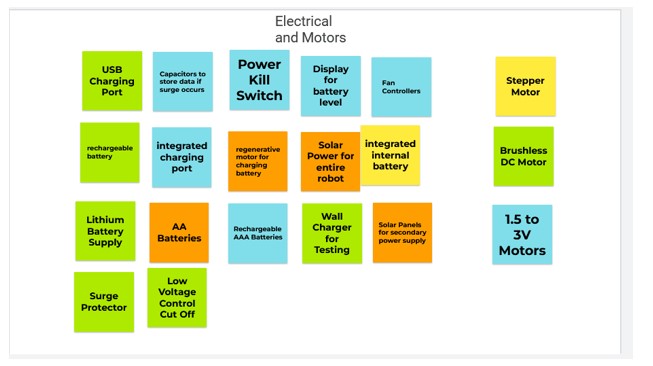 Electrical
and Motors
USB
Charging
Port
Capacitors to
store data if
surge occurs
Power
Kill
Switch
Display
for
battery
level
Fan
Controllers
Stepper
Motor
rechargeable
battery
integrated
charging
port
regenerative
motor for
charging
battery
Solar
Power for
entire
robot
integrated
internal
battery
Brushless
DC Motor
Lithium
Battery
Supply
AA
Batteries
Rechargeable
AAA Batteries
Wall
Charger
for
Testing
Solar Panels
for secondary
power supply
1.5 to
3V
Motors
Surge
Protector
Low
Voltage
Control
Cut Off